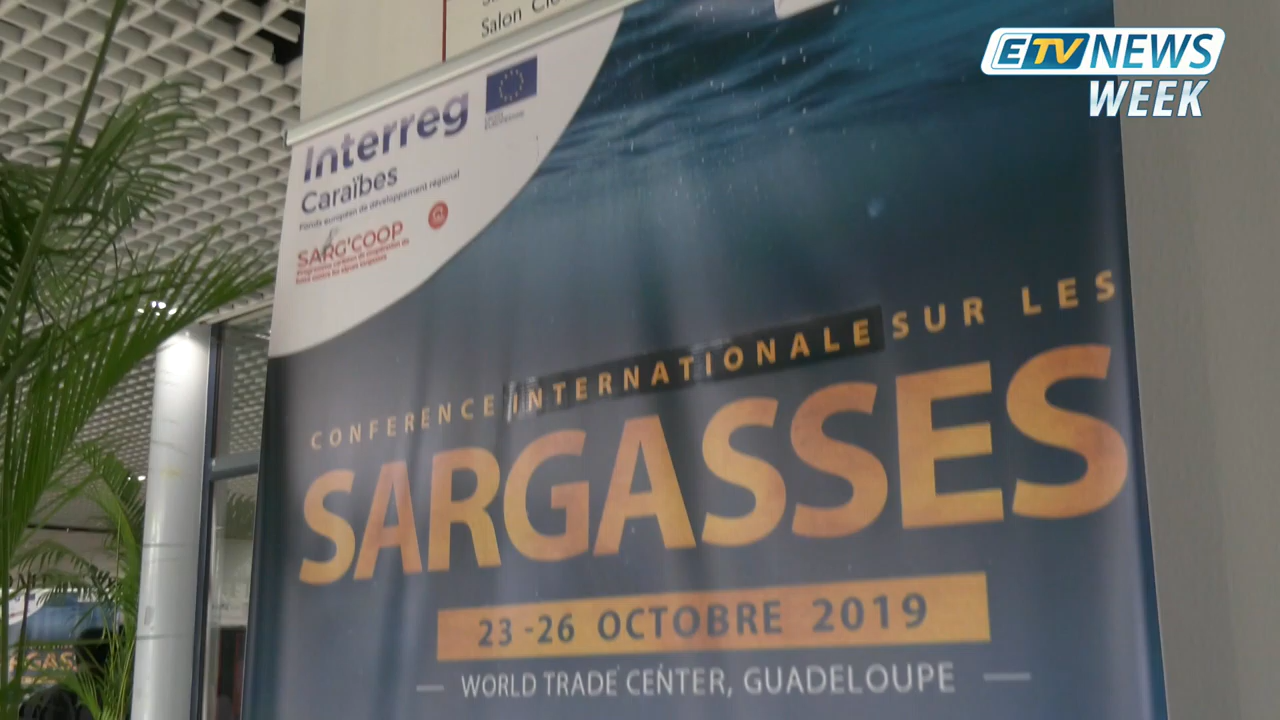 Salon
ETV NEWS
WEEK
Interreg
Caraïbes
Fonds européen de développement régional
SARG'COOP
CONFERENCE INTERNATIONALE SUR LES
SARGASSES
23-26 OCTOBRE 2019
— WORLD TRADE CENTER, GUADELOUPE —